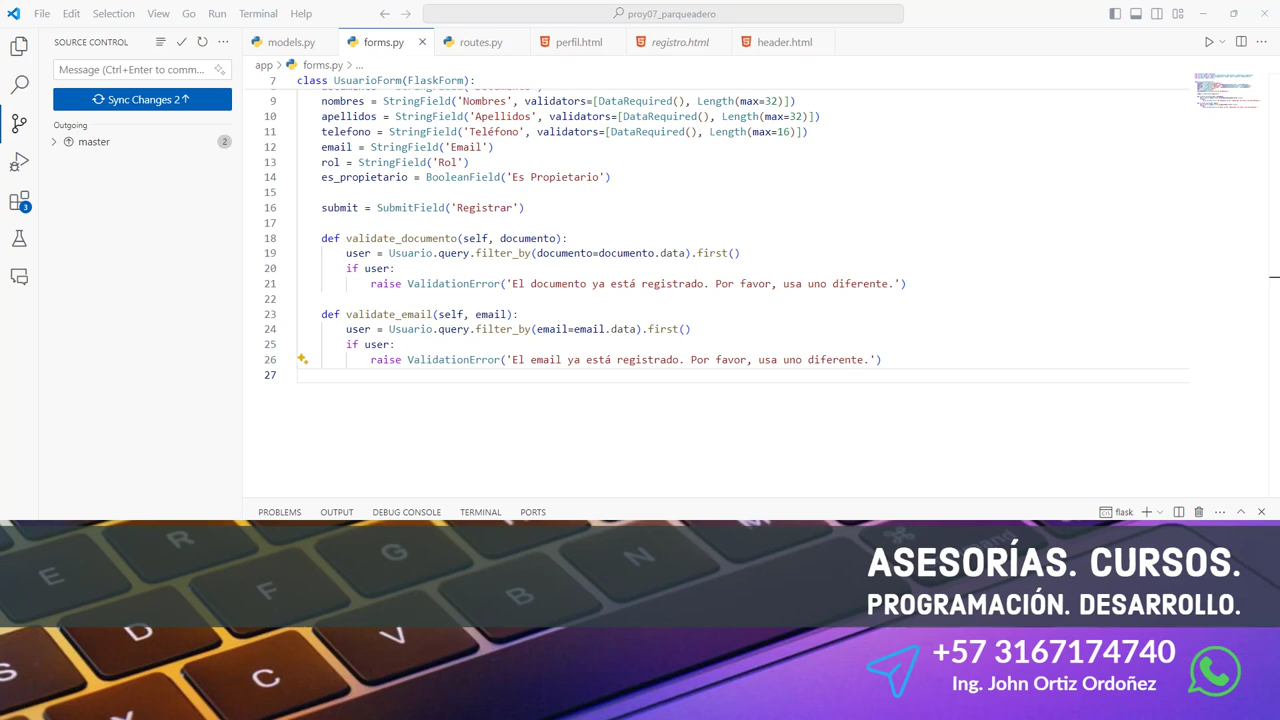 File Edit Selection View Go Run Terminal Help
proy07_parqueadero
SOURCE CONTROL
models.py forms.py routes.py perfil.html registro.html header.html
Message (Ctrl+Enter to comm...
app > forms.py > ...
Sync Changes 2↑
Outgoing
master 2
3
7 class UsuarioForm(FlaskForm):
9 nombres = StringField('Nombres', validators=[DataRequired(), Length(max=32)])
10 apellidos = StringField('Apellidos', validators=[DataRequired(), Length(max=32)])
11 telefono = StringField('Teléfono', validators=[DataRequired(), Length(max=16)])
12 email = StringField('Email')
13 rol = StringField('Rol')
14 es_propietario = BooleanField('Es Propietario')
15
16 submit = SubmitField('Registrar')
17
18 def validate_documento(self, documento):
19 user = Usuario.query.filter_by(documento=documento.data).first()
20 if user:
21 raise ValidationError('El documento ya está registrado. Por favor, usa uno diferente.')
22
23 def validate_email(self, email):
24 user = Usuario.query.filter_by(email=email.data).first()
25 if user:
26 raise ValidationError('El email ya está registrado. Por favor, usa uno diferente.')
27
PROBLEMS OUTPUT DEBUG CONSOLE TERMINAL PORTS flask
ASESORÍAS. CURSOS.
PROGRAMACIÓN. DESARROLLO.
+57 3167174740
Ing. John Ortiz Ordoñez